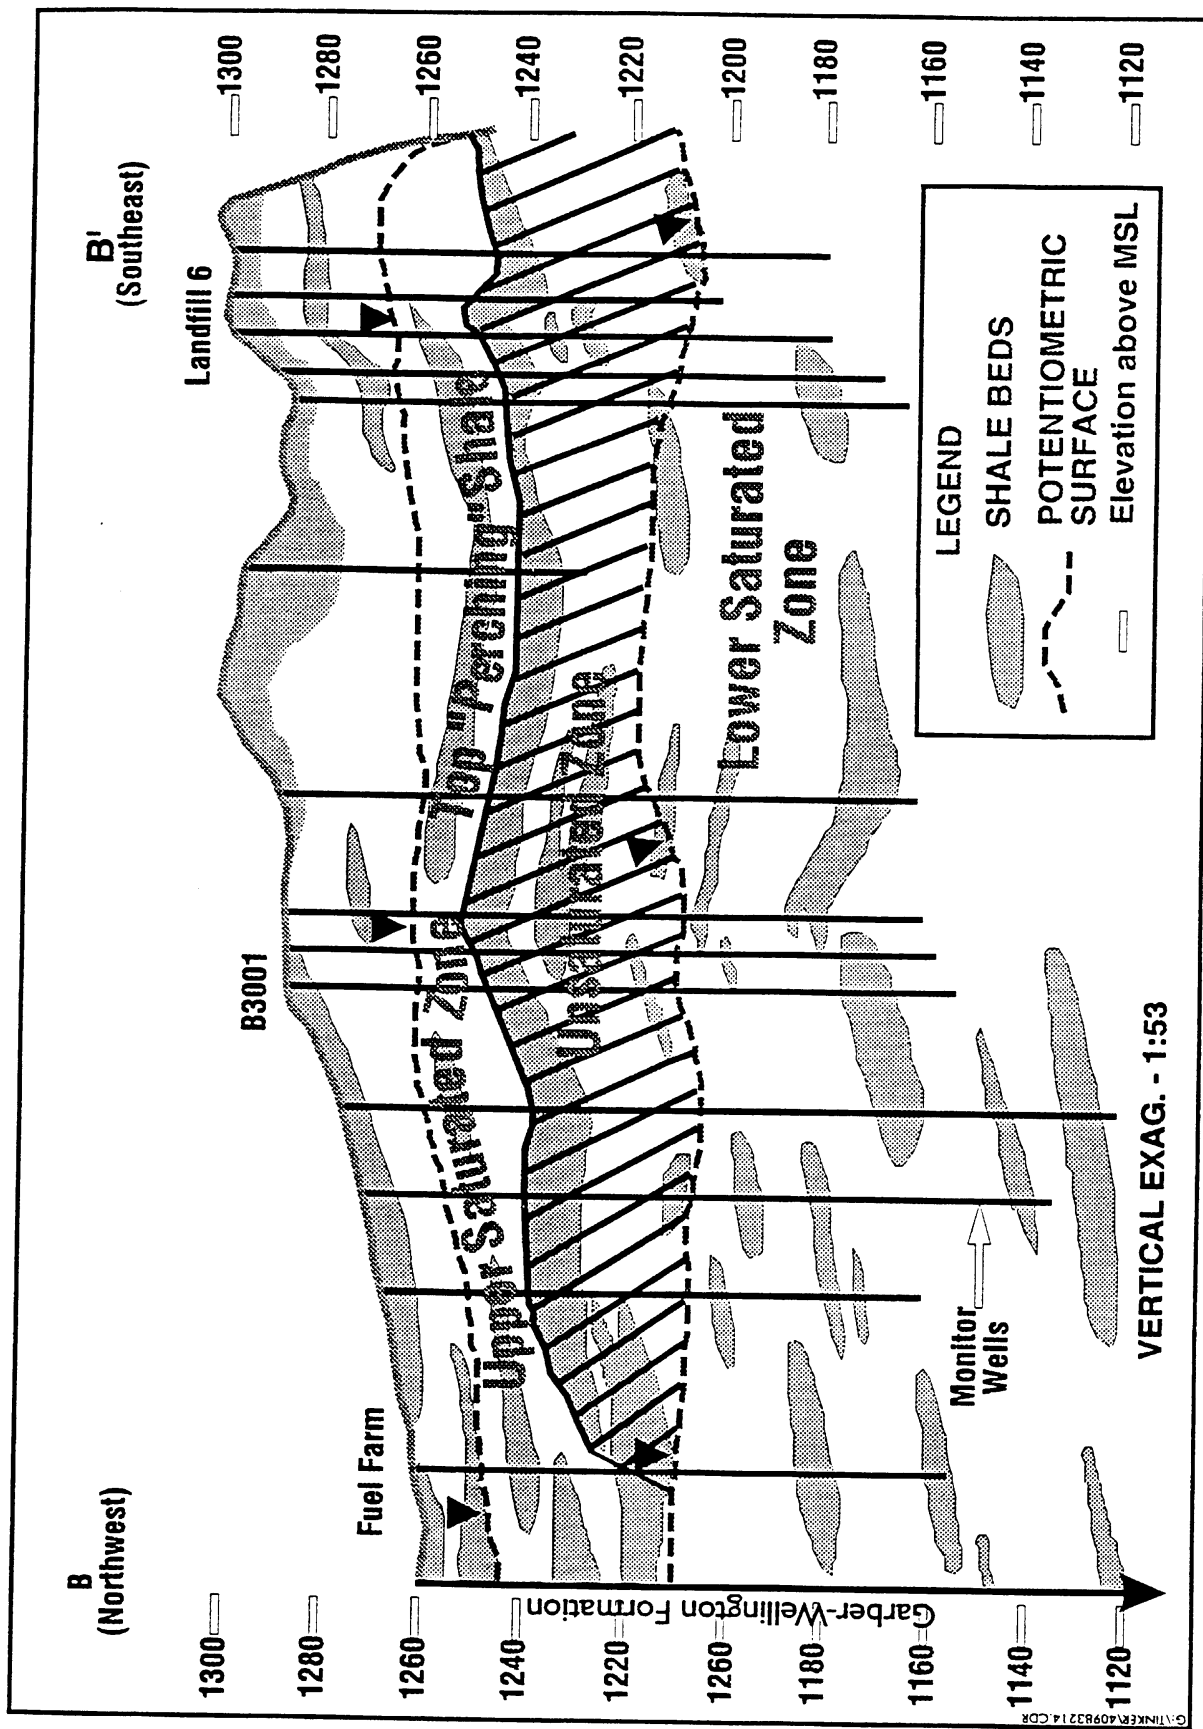 B
(Northwest)
B'
(Southeast)
Fuel Farm
B3001
Landfill 6
1300
1280
1260
1240
1220
1260
1180
1160
1140
1120
1300
1280
1260
1240
1220
1200
1180
1160
1140
1120
Garber-Wellington Formation
Upper Saturated Zone
Top "Perching" Shale
Unsaturated Zone
Lower Saturated
Zone
Monitor
Wells
LEGEND
SHALE BEDS
POTENTIOMETRIC
SURFACE
Elevation above MSL
VERTICAL EXAG. - 1:53
G:\TINKER\40983214.CDR